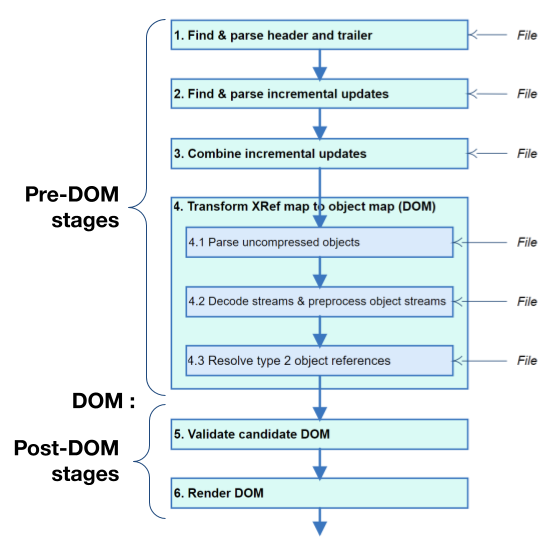 1. Find & parse header and trailer
File
2. Find & parse incremental updates
File
3. Combine incremental updates
File
Pre-DOM
stages
4. Transform XRef map to object map (DOM)
4.1 Parse uncompressed objects
File
4.2 Decode streams & preprocess object streams
File
4.3 Resolve type 2 object references
File
DOM :
Post-DOM
stages
5. Validate candidate DOM
6. Render DOM